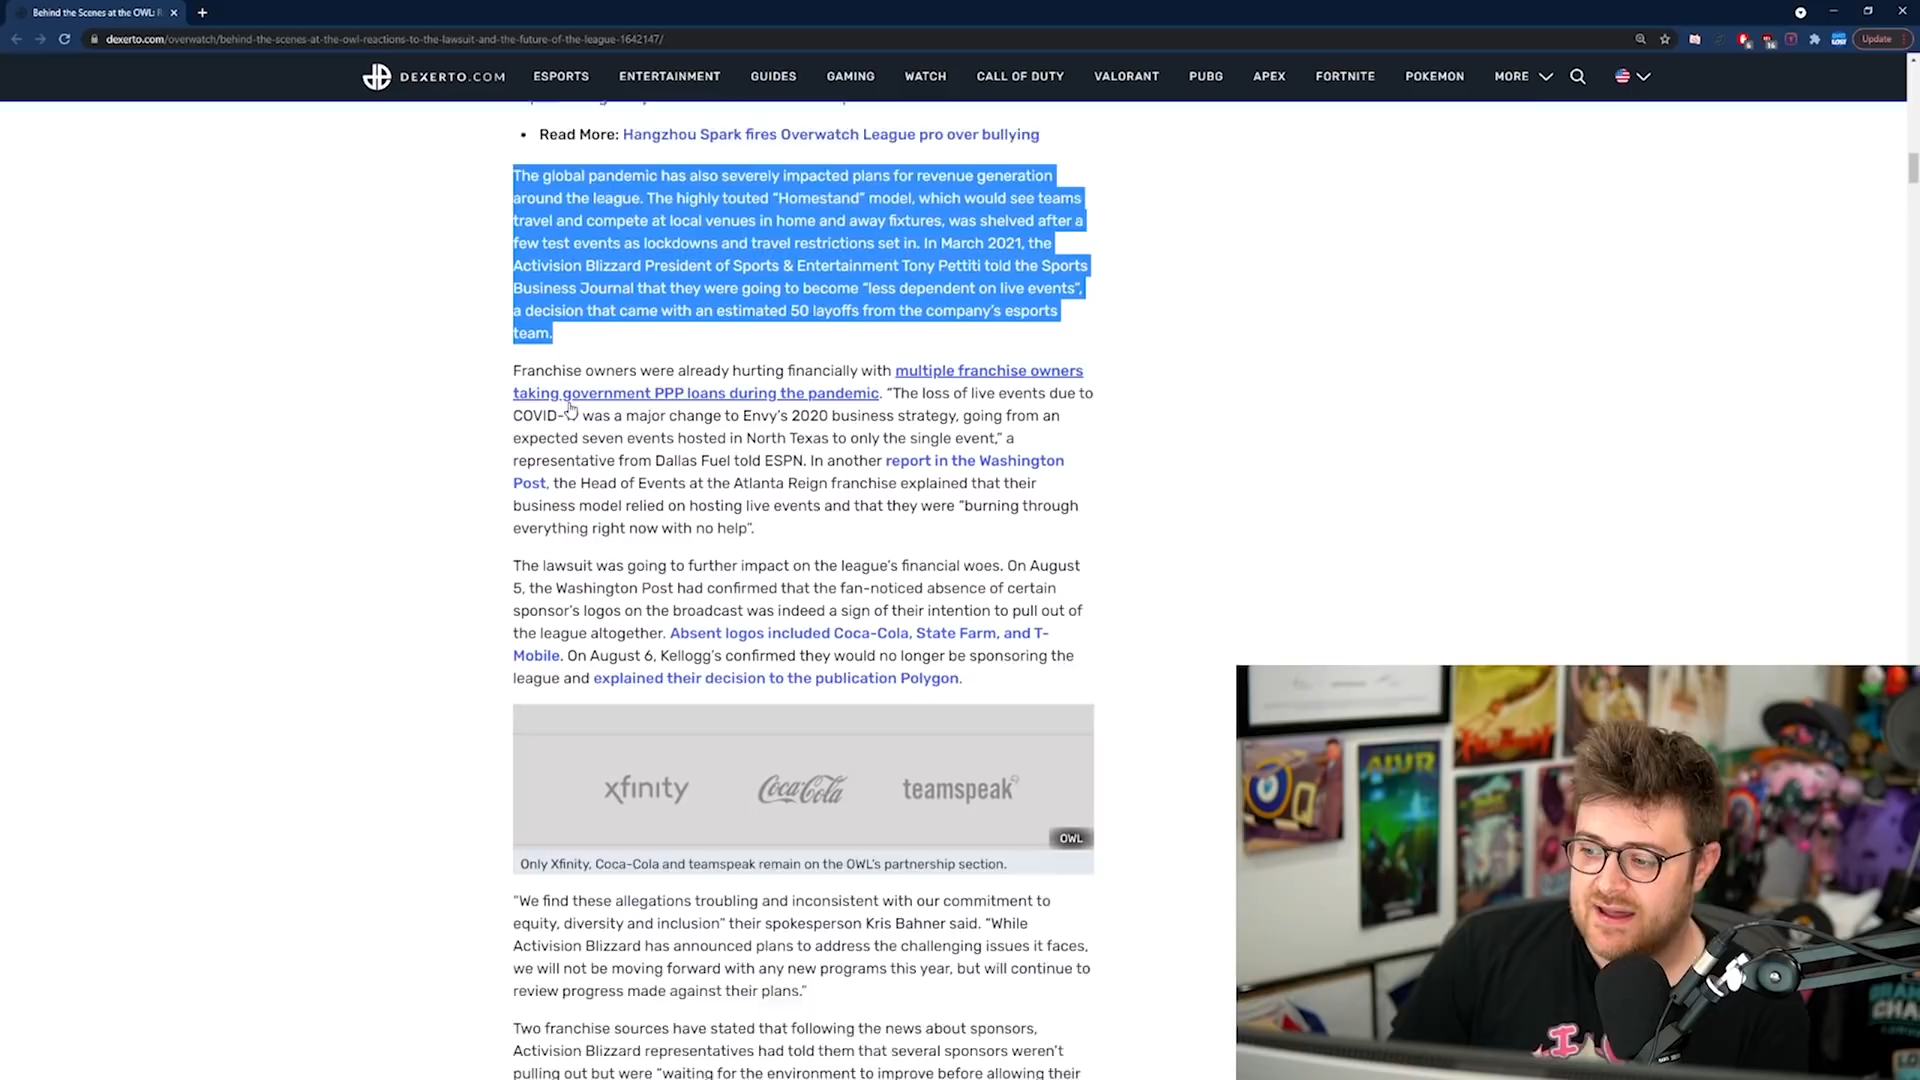 Behind the Scenes at the OWL: R
dexerto.com/overwatch/behind-the-scenes-at-the-owl-reactions-to-the-lawsuit-and-the-future-of-the-league-1642147/
Update
DEXERTO.COM
ESPORTS
ENTERTAINMENT
GUIDES
GAMING
WATCH
CALL OF DUTY
VALORANT
PUBG
APEX
FORTNITE
POKEMON
MORE
• Read More: Hangzhou Spark fires Overwatch League pro over bullying
The global pandemic has also severely impacted plans for revenue generation
around the league. The highly touted “Homestand” model, which would see teams
travel and compete at local venues in home and away fixtures, was shelved after a
few test events as lockdowns and travel restrictions set in. In March 2021, the
Activision Blizzard President of Sports & Entertainment Tony Pettiti told the Sports
Business Journal that they were going to become “less dependent on live events”,
a decision that came with an estimated 50 layoffs from the company’s esports
team.
Franchise owners were already hurting financially with multiple franchise owners
taking government PPP loans during the pandemic. “The loss of live events due to
COVID- was a major change to Envy’s 2020 business strategy, going from an
expected seven events hosted in North Texas to only the single event,” a
representative from Dallas Fuel told ESPN. In another report in the Washington
Post, the Head of Events at the Atlanta Reign franchise explained that their
business model relied on hosting live events and that they were “burning through
everything right now with no help”.
The lawsuit was going to further impact on the league’s financial woes. On August
5, the Washington Post had confirmed that the fan-noticed absence of certain
sponsor’s logos on the broadcast was indeed a sign of their intention to pull out of
the league altogether. Absent logos included Coca-Cola, State Farm, and T-
Mobile. On August 6, Kellogg’s confirmed they would no longer be sponsoring the
league and explained their decision to the publication Polygon.
xfinity
Coca-Cola
teamspeak
OWL
Only Xfinity, Coca-Cola and teamspeak remain on the OWL’s partnership section.
“We find these allegations troubling and inconsistent with our commitment to
equity, diversity and inclusion” their spokesperson Kris Bahner said. “While
Activision Blizzard has announced plans to address the challenging issues it faces,
we will not be moving forward with any new programs this year, but will continue to
review progress made against their plans.”
Two franchise sources have stated that following the news about sponsors,
Activision Blizzard representatives had told them that several sponsors weren’t
pulling out but were “waiting for the environment to improve before allowing their